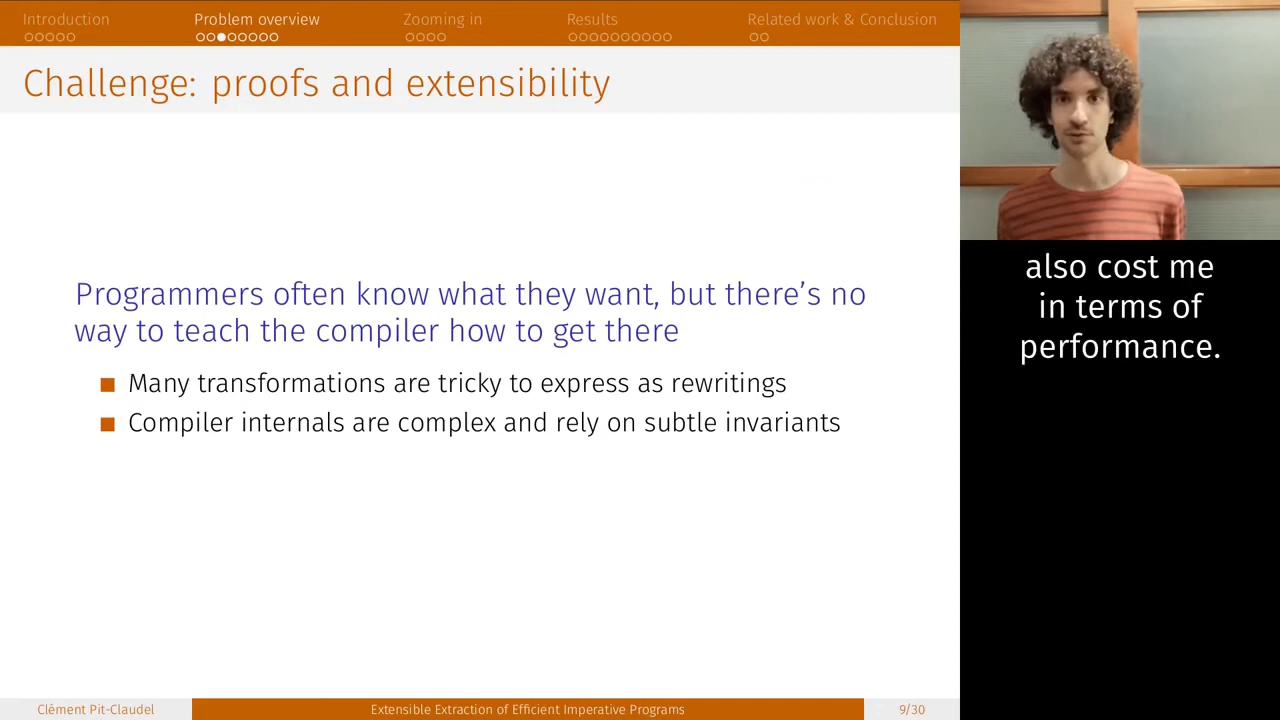 Introduction
Problem overview
Zooming in
Results
Related work & Conclusion
Challenge: proofs and extensibility
Programmers often know what they want, but there's no
way to teach the compiler how to get there
Many transformations are tricky to express as rewritings
Compiler internals are complex and rely on subtle invariants
also cost me
in terms of
performance.
Clément Pit-Claudel
Extensible Extraction of Efficient Imperative Programs
9/30